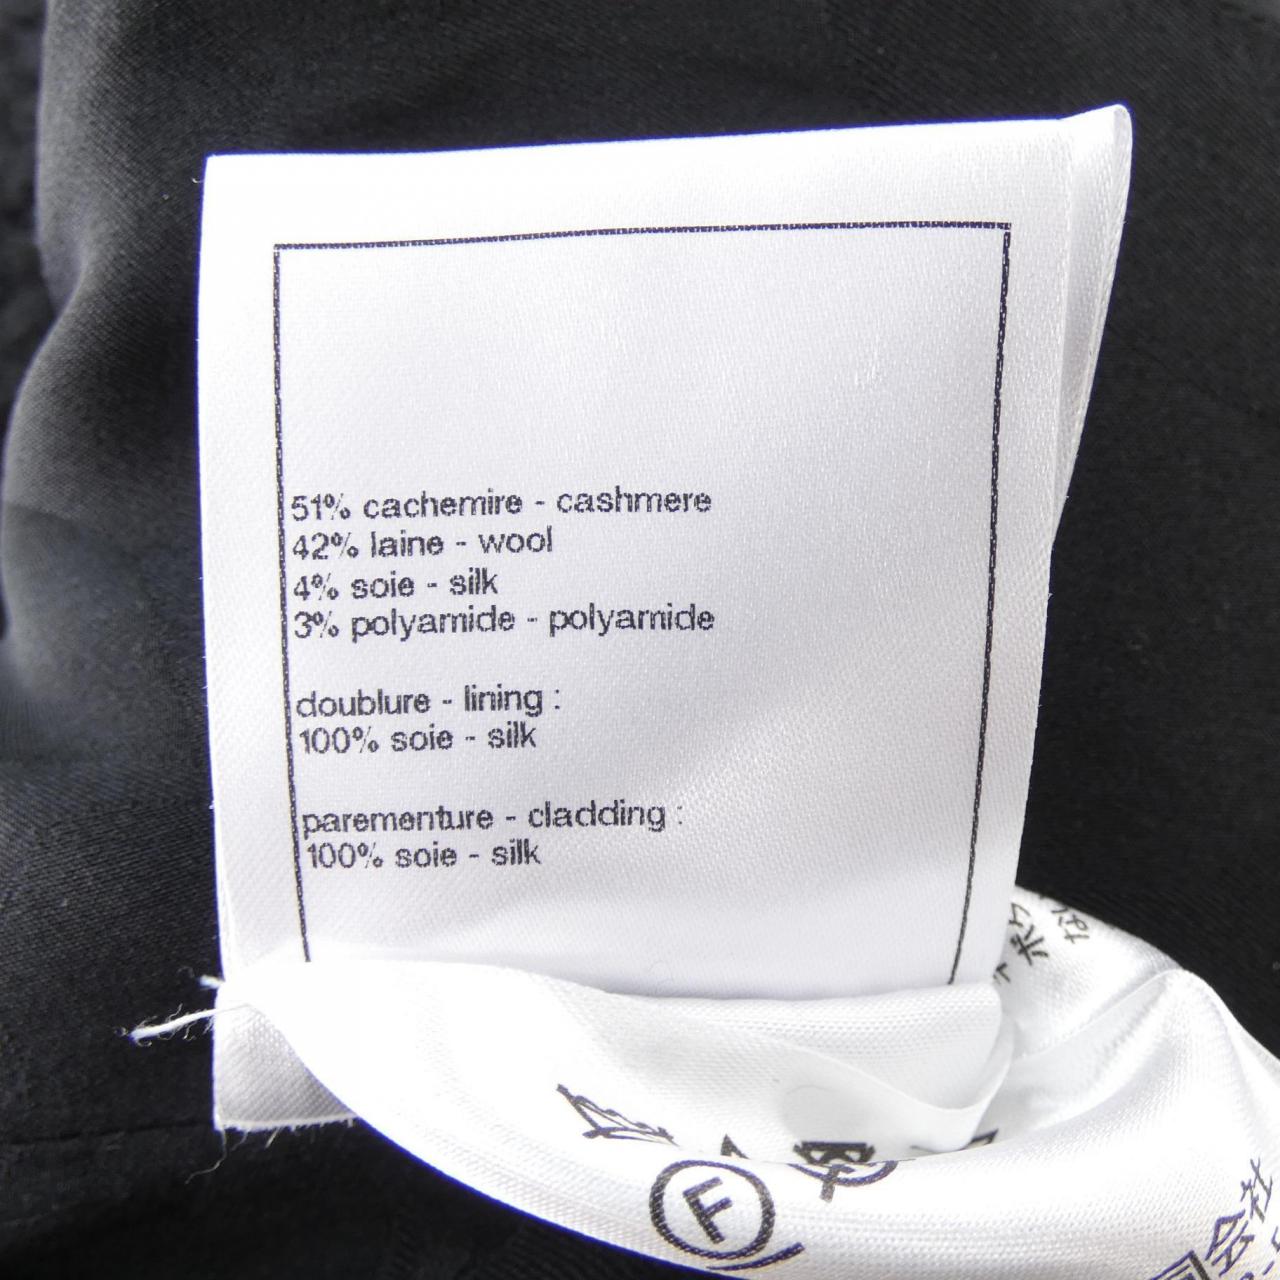 51% cachemire - cashmere
42% laine - wool
4% soie - silk
3% polyamide - polyamide
doublure - lining :
100% soie - silk
parementure - cladding :
100% soie - silk
F